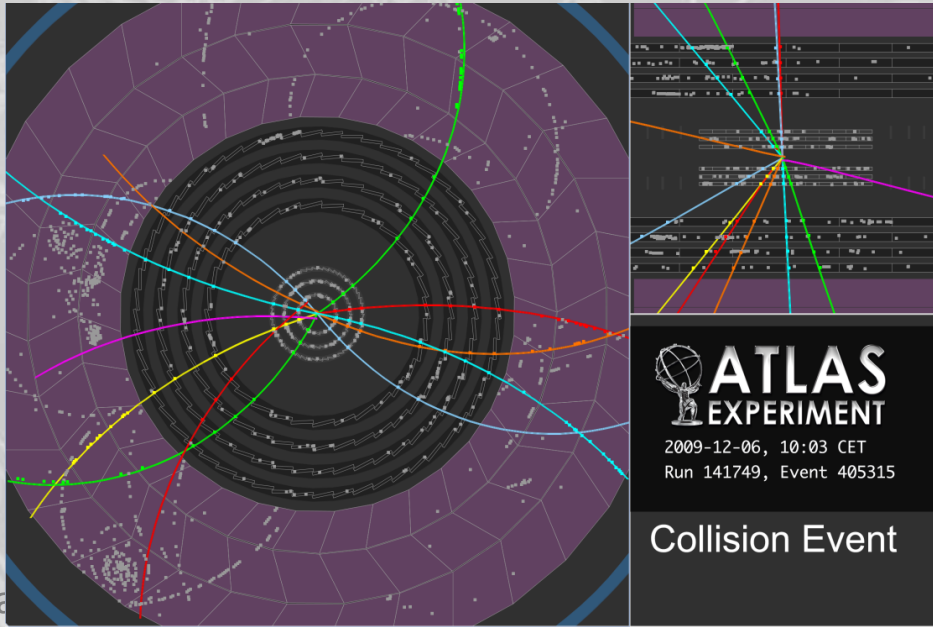 ATLAS
EXPERIMENT
2009-12-06, 10:03 CET
Run 141749, Event 405315
Collision Event